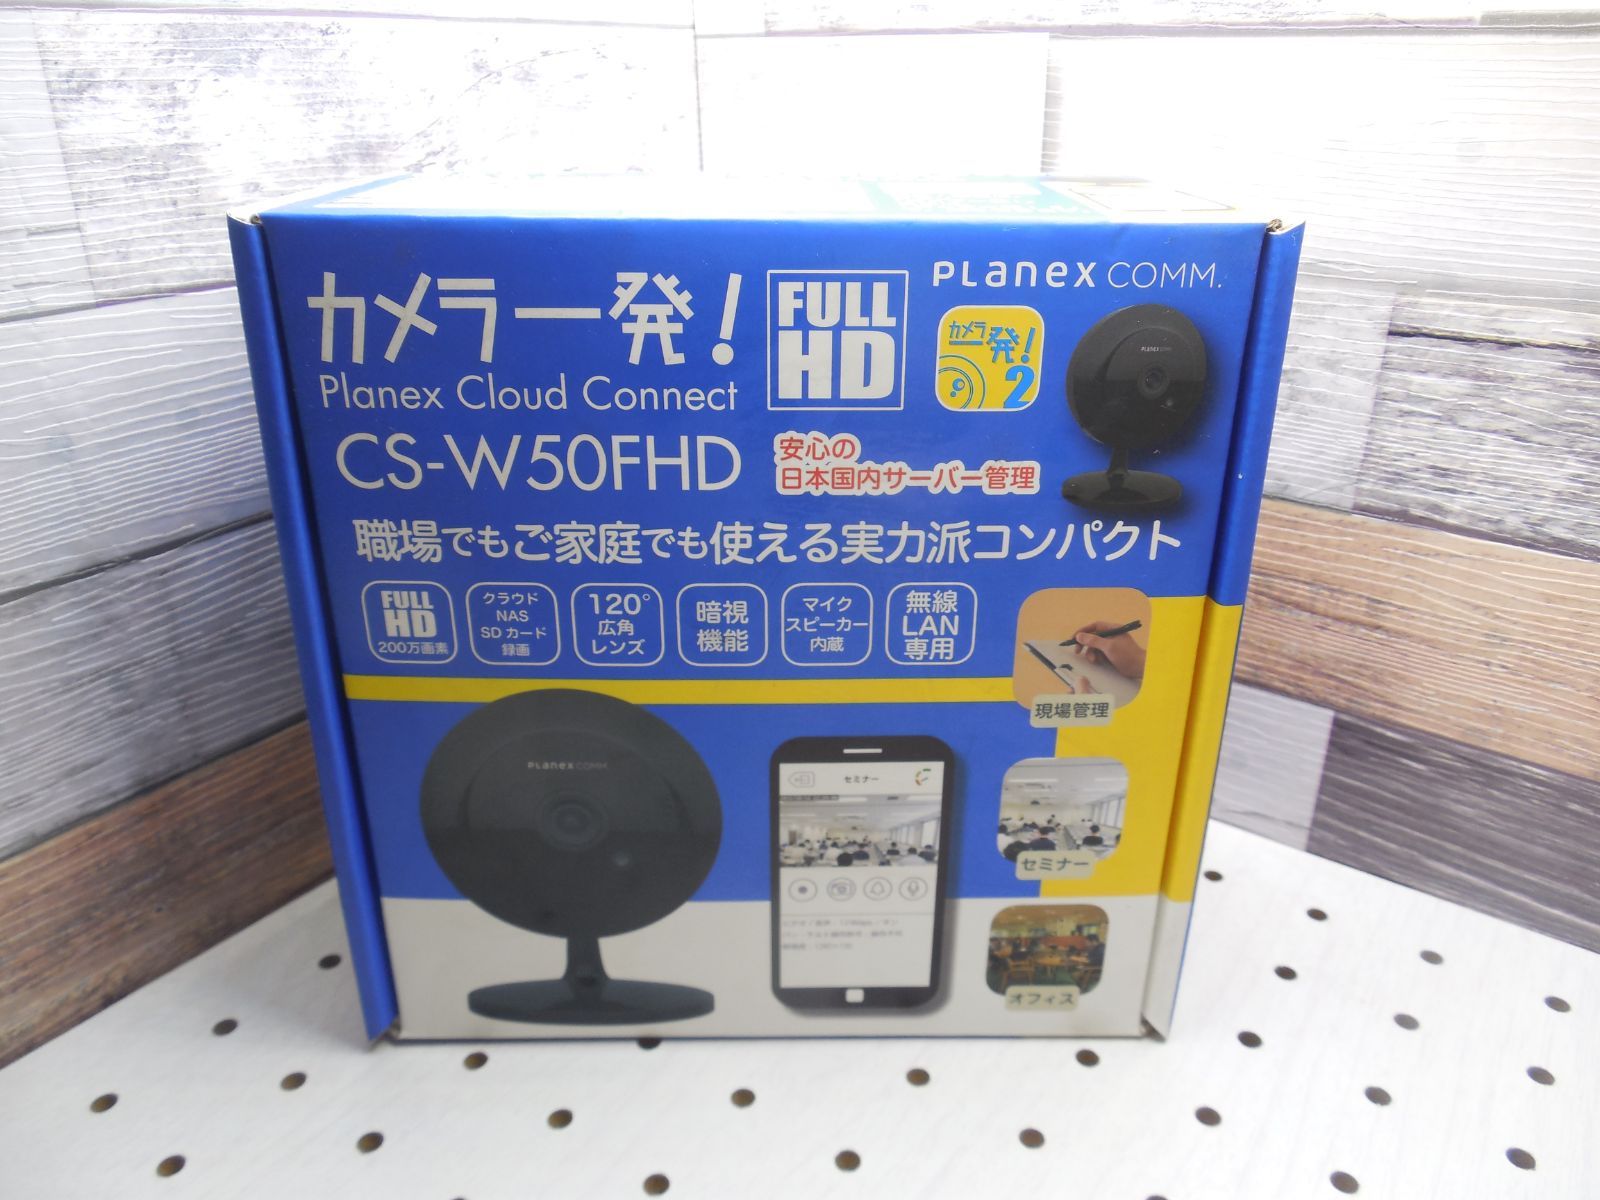 カメラ一発!
Planex Cloud Connect
CS-W50FHD
FULL
HD
PLANEX COMM.
カメラ
一発!
2
PLANEX COMM.
安心の
日本国内サーバー管理
職場でもご家庭でも使える実力派コンパクト
FULL
HD
200万画素
クラウド
NAS
SDカード
録画
120°
広角
レンズ
暗視
機能
マイク
スピーカー
内蔵
無線
LAN
専用
現場管理
PLANEX COMM.
セミナー
セミナー
オフィス